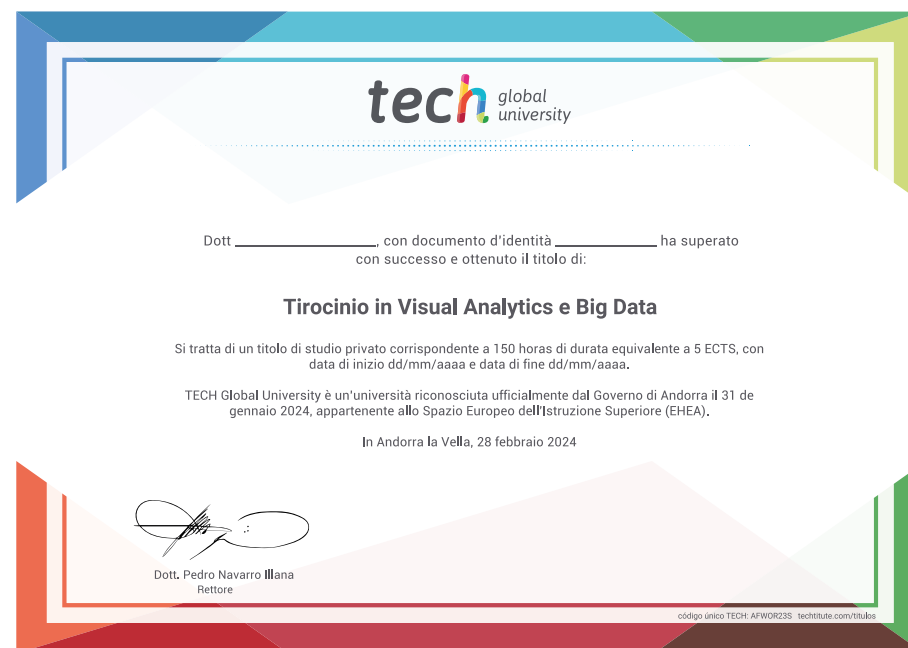 tech global university
Dott ____________, con documento d'identità ____________ ha superato
con successo e ottenuto il titolo di:
Tirocinio in Visual Analytics e Big Data
Si tratta di un titolo di studio privato corrispondente a 150 horas di durata equivalente a 5 ECTS, con
data di inizio dd/mm/aaaa e data di fine dd/mm/aaaa.
TECH Global University è un'università riconosciuta ufficialmente dal Governo di Andorra il 31 de
gennaio 2024, appartenente allo Spazio Europeo dell'Istruzione Superiore (EHEA).
In Andorra la Vella, 28 febbraio 2024
Dott. Pedro Navarro Illana
Rettore
código único TECH: AFWOR23S techtitute.com/titulos